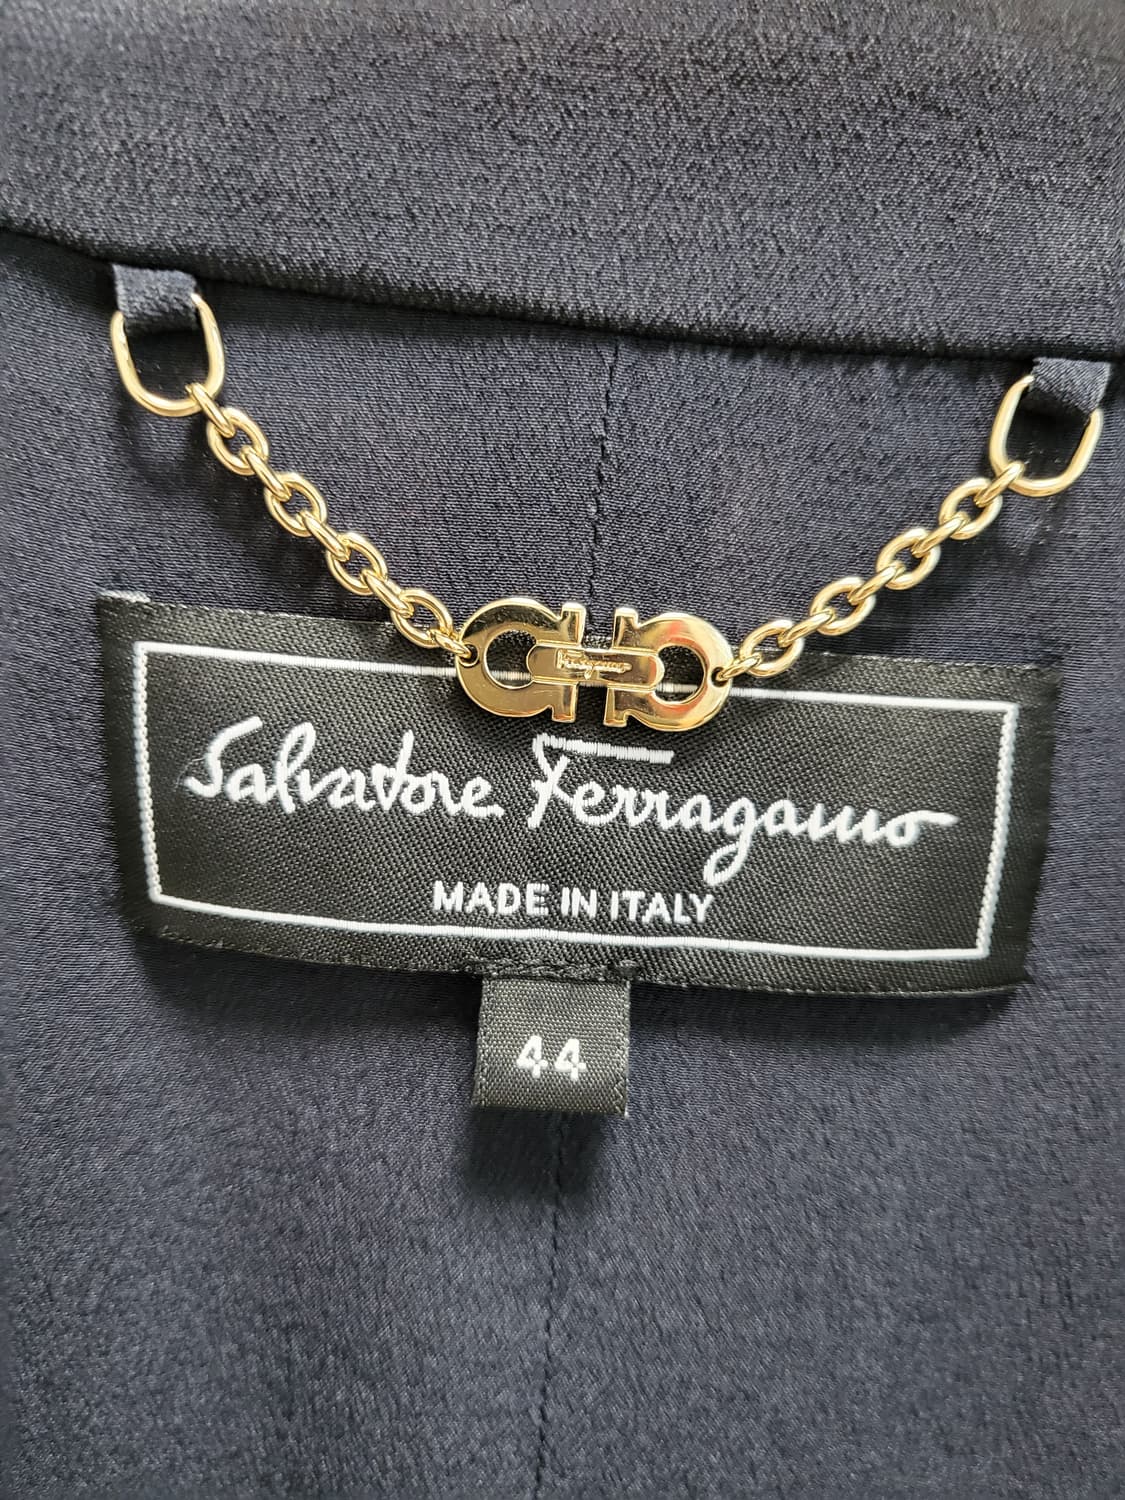 Ferragamo
Salvatore Ferragamo
MADE IN ITALY
44